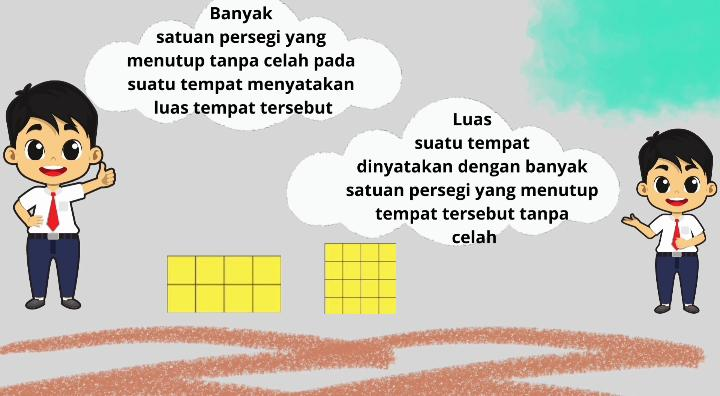 Banyak
satuan persegi yang
menutup tanpa celah pada
suatu tempat menyatakan
luas tempat tersebut
Luas
suatu tempat
dinyatakan dengan banyak
satuan persegi yang menutup
tempat tersebut tanpa
celah